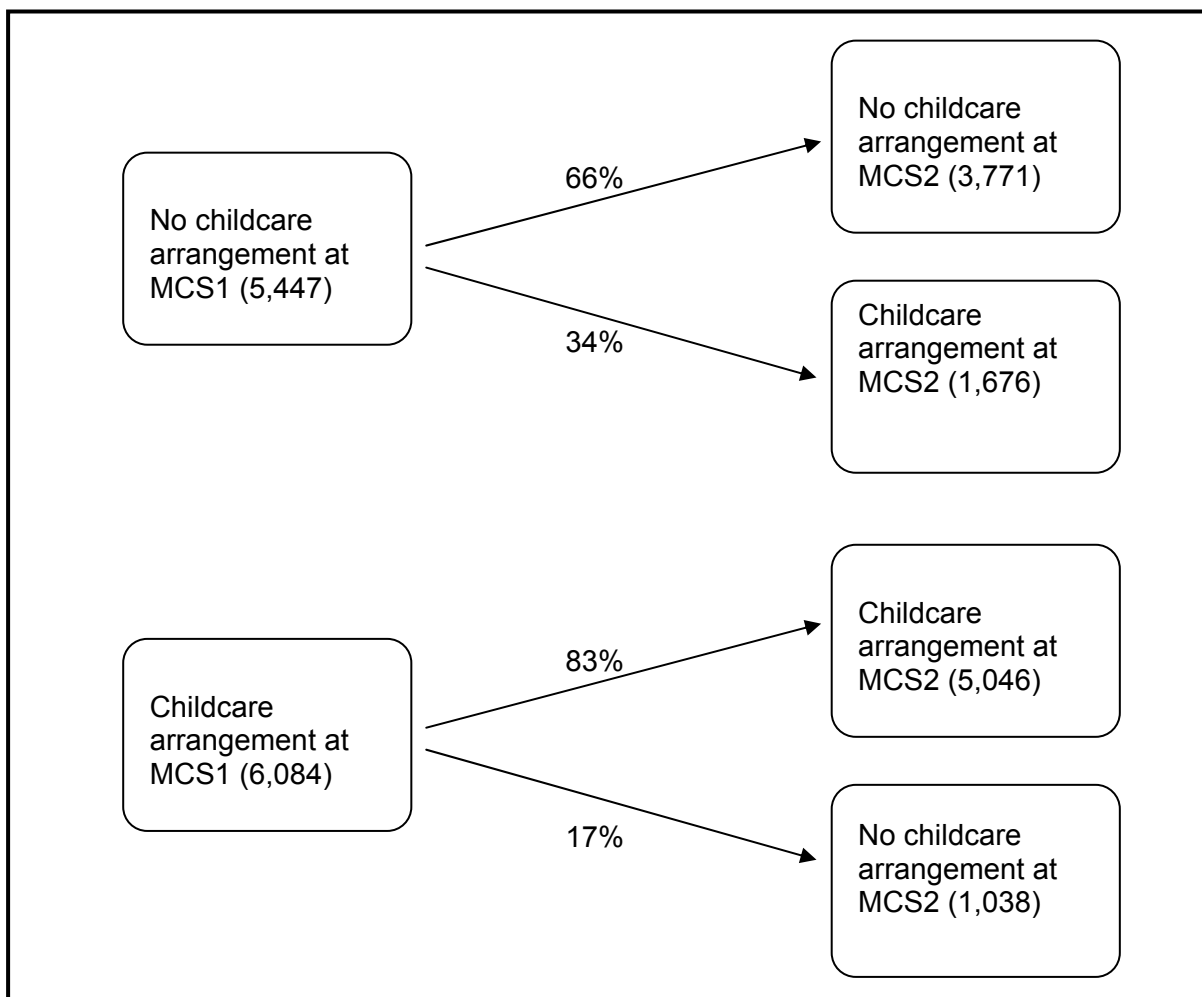 No childcare
arrangement at
MCS1 (5,447)
66%
34%
No childcare
arrangement at
MCS2 (3,771)
Childcare
arrangement at
MCS2 (1,676)
Childcare
arrangement at
MCS1 (6,084)
83%
17%
Childcare
arrangement at
MCS2 (5,046)
No childcare
arrangement at
MCS2 (1,038)